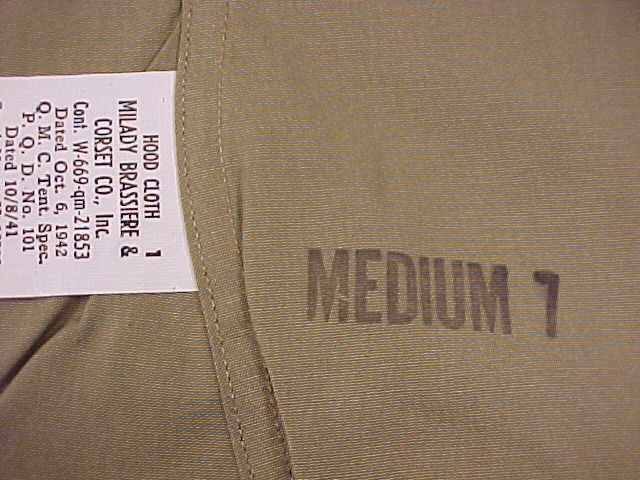 HOOD CLOTH 1
MILADY BRASSIERE &
CORSET CO., Inc.
Cont. W-669-qm-21853
Dated Oct. 6, 1942
Q. M. C. Tent. Spec.
P. Q. D. No. 101
Dated 10/8/41
MEDIUM 1